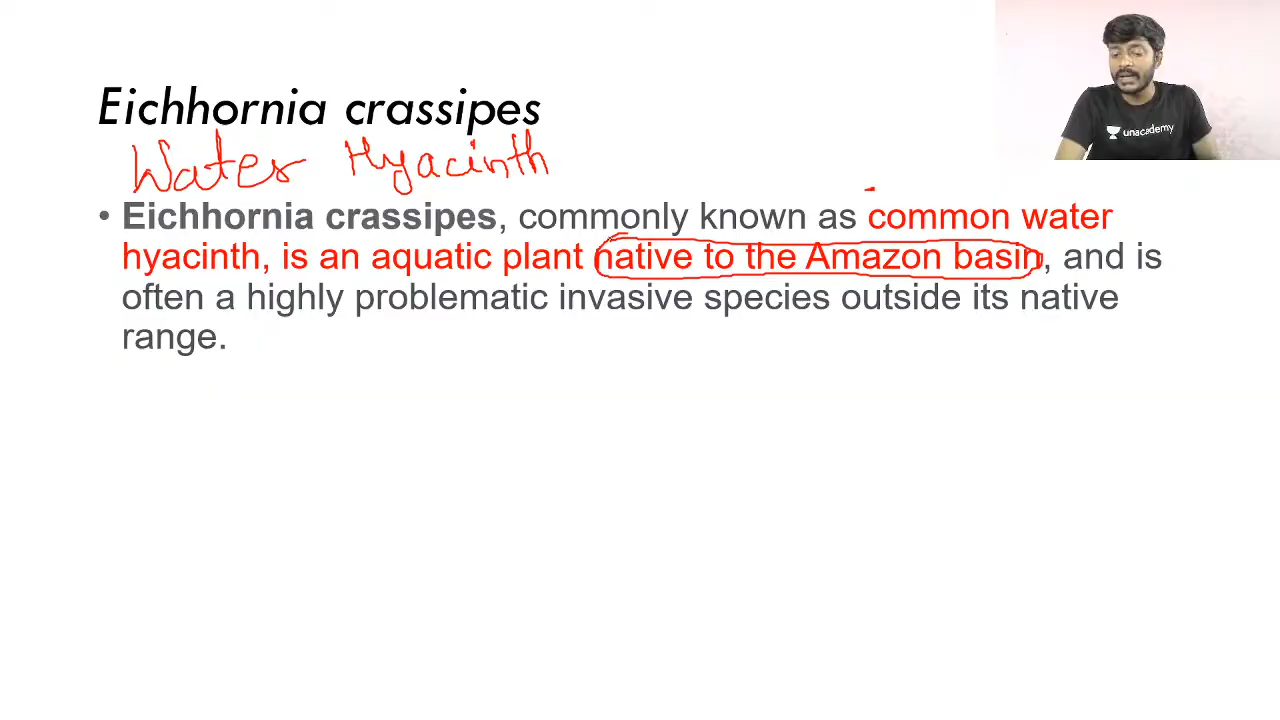 Eichhornia crassipes
Water Hyacinth
unacademy
• Eichhornia crassipes, commonly known as common water
hyacinth, is an aquatic plant native to the Amazon basin, and is
often a highly problematic invasive species outside its native
range.